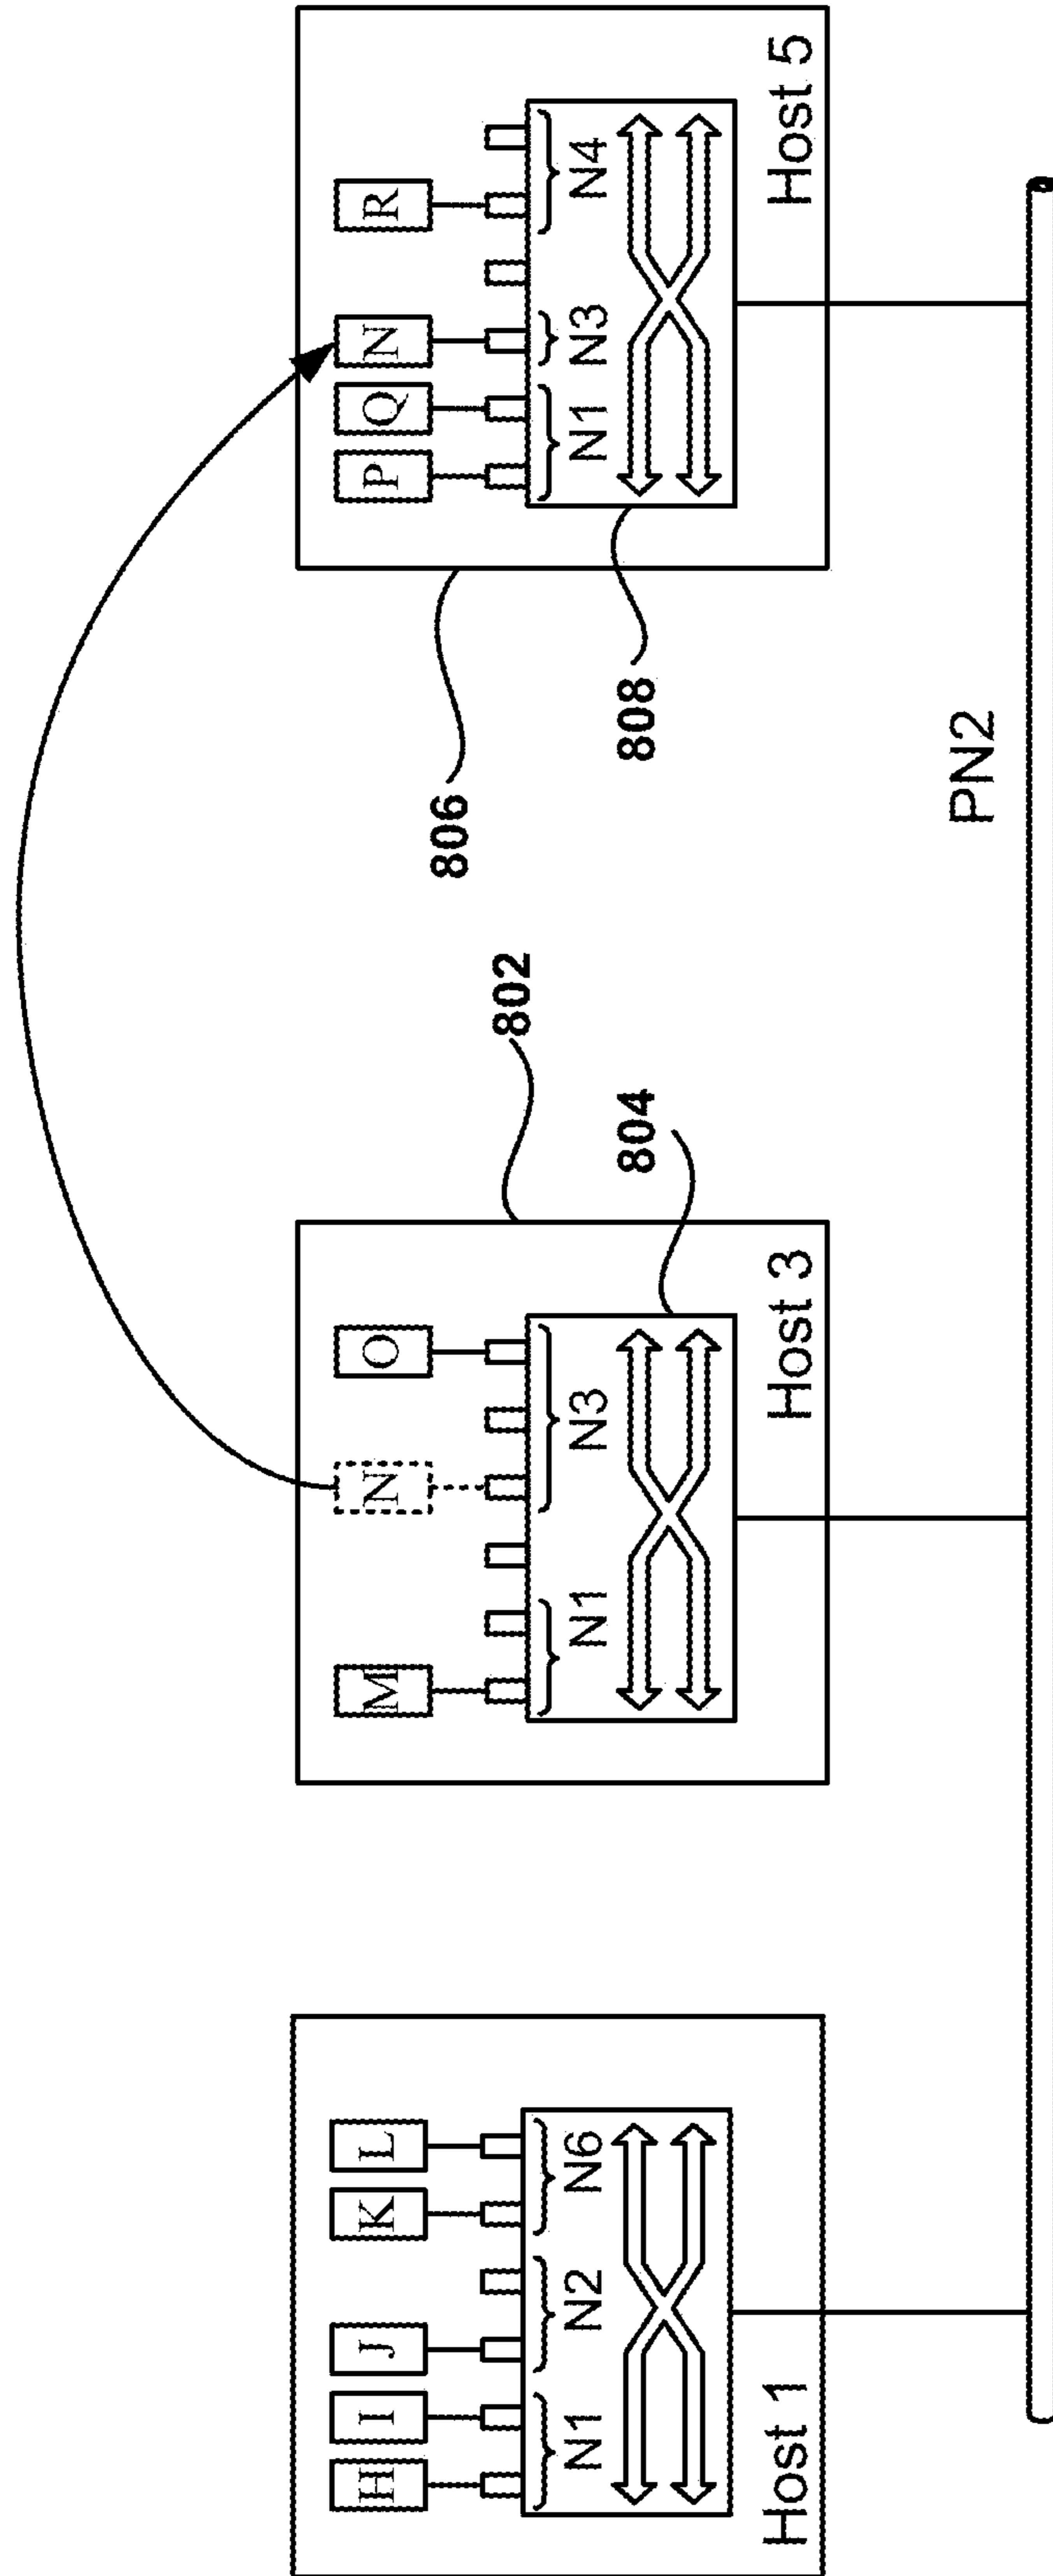 H I J K L
N1 N2 N6
Host 1
M N O
N1 N3
Host 3
802
804
P Q N R
N1 N3 N4
Host 5
806
808
PN2